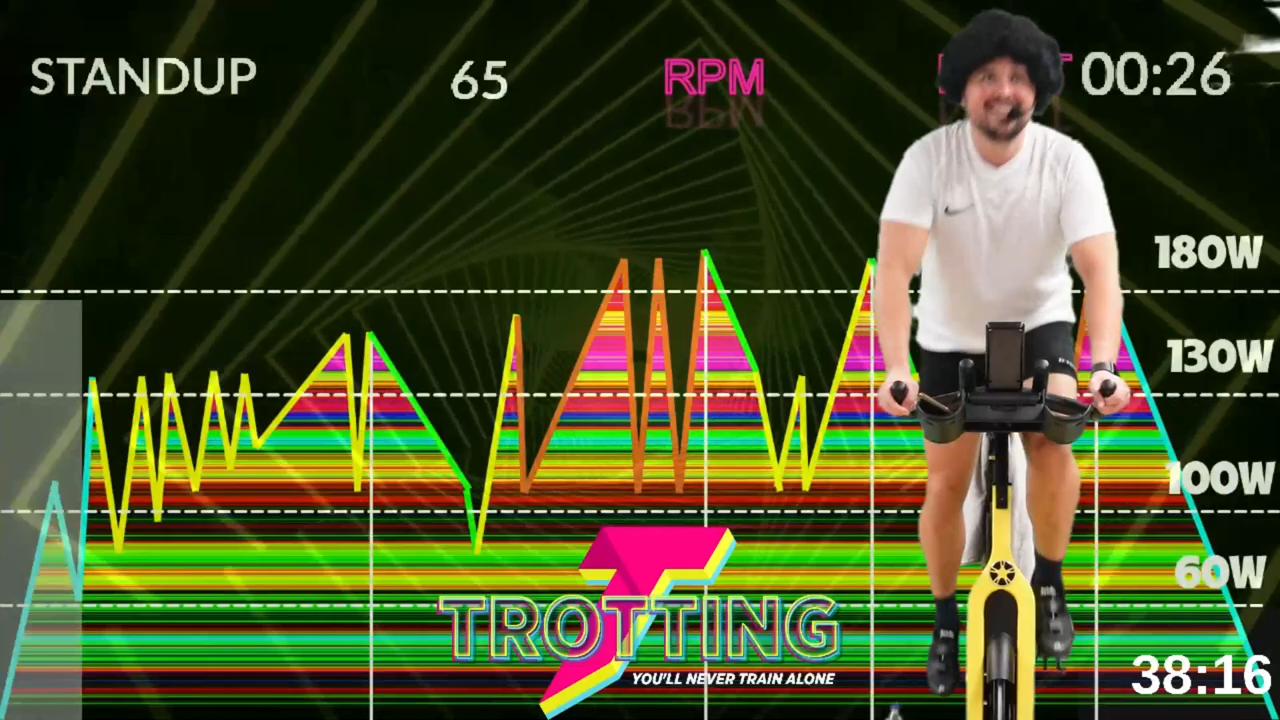 STANDUP 65 RPM 00:26
180W
130W
100W
60W
TROTTING
YOU'LL NEVER TRAIN ALONE
38:16